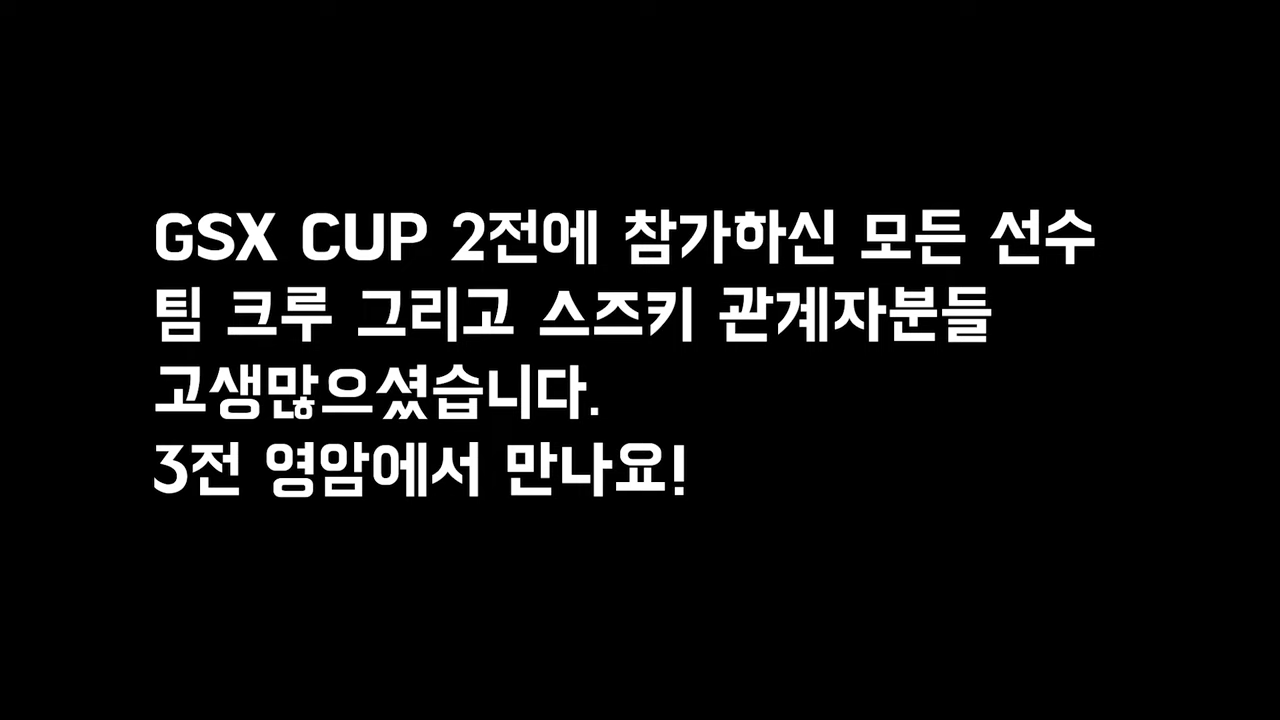 GSX CUP 2전에 참가하신 모든 선수
팀 크루 그리고 스즈키 관계자분들
고생많으셨습니다.
3전 영암에서 만나요!